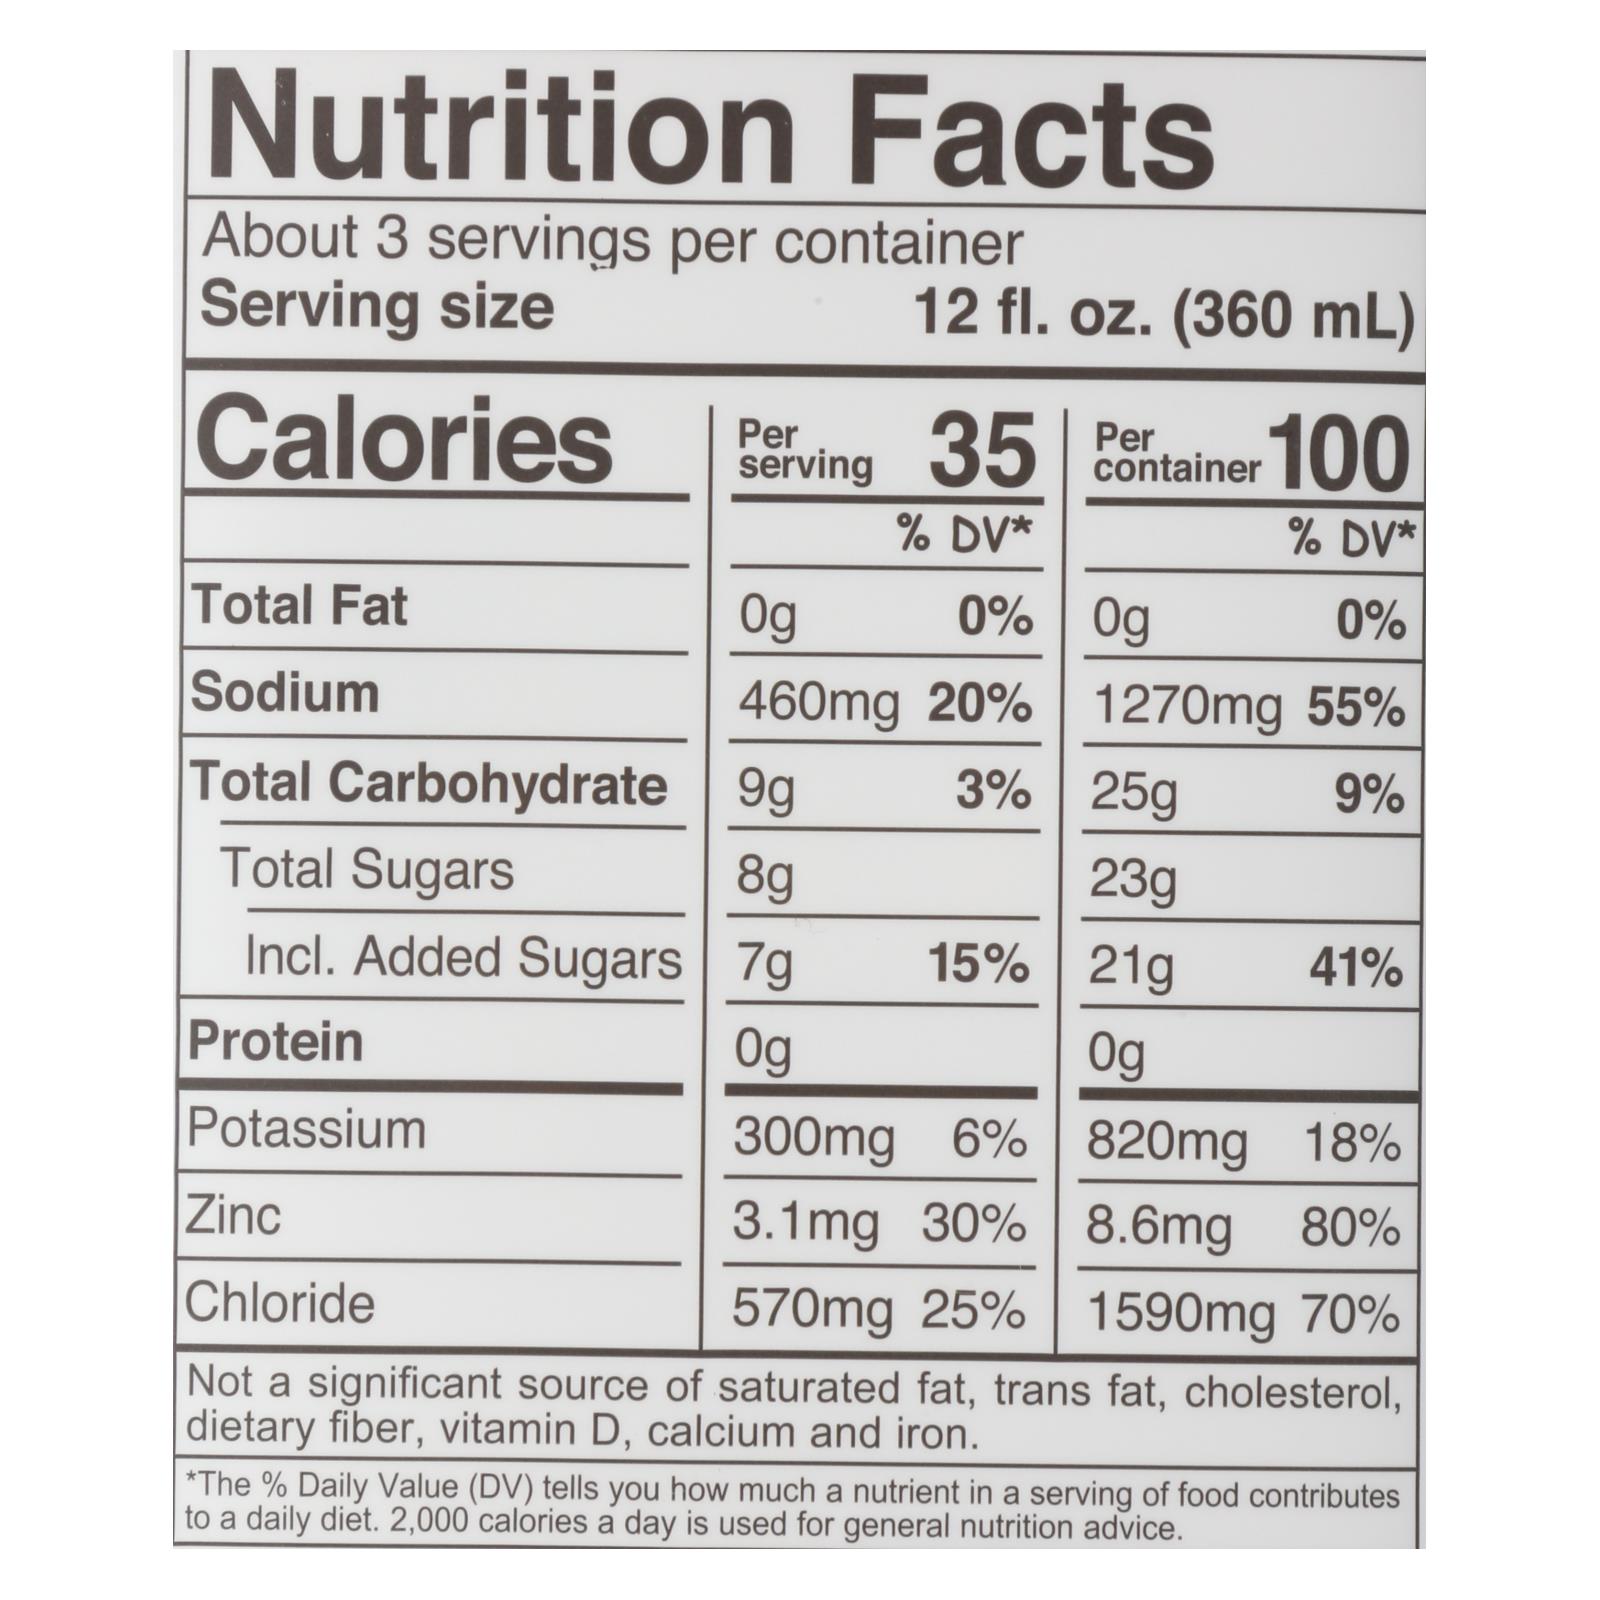 Nutrition Facts
About 3 servings per container
Serving size 12 fl. oz. (360 mL)
Calories Per serving 35 Per container 100
% DV* % DV*
Total Fat 0g 0% 0g 0%
Sodium 460mg 20% 1270mg 55%
Total Carbohydrate 9g 3% 25g 9%
Total Sugars 8g 23g
Incl. Added Sugars 7g 15% 21g 41%
Protein 0g 0g
Potassium 300mg 6% 820mg 18%
Zinc 3.1mg 30% 8.6mg 80%
Chloride 570mg 25% 1590mg 70%
Not a significant source of saturated fat, trans fat, cholesterol,
dietary fiber, vitamin D, calcium and iron.
*The % Daily Value (DV) tells you how much a nutrient in a serving of food contributes
to a daily diet. 2,000 calories a day is used for general nutrition advice.